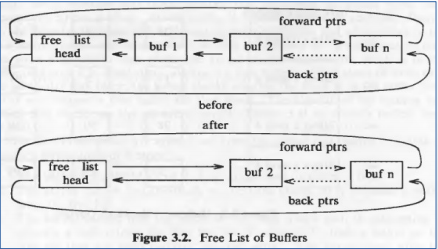 forward ptrs
free list
head
buf 1
buf 2
buf n
back ptrs
before
after
forward ptrs
free list
head
buf 2
buf n
back ptrs
Figure 3.2. Free List of Buffers